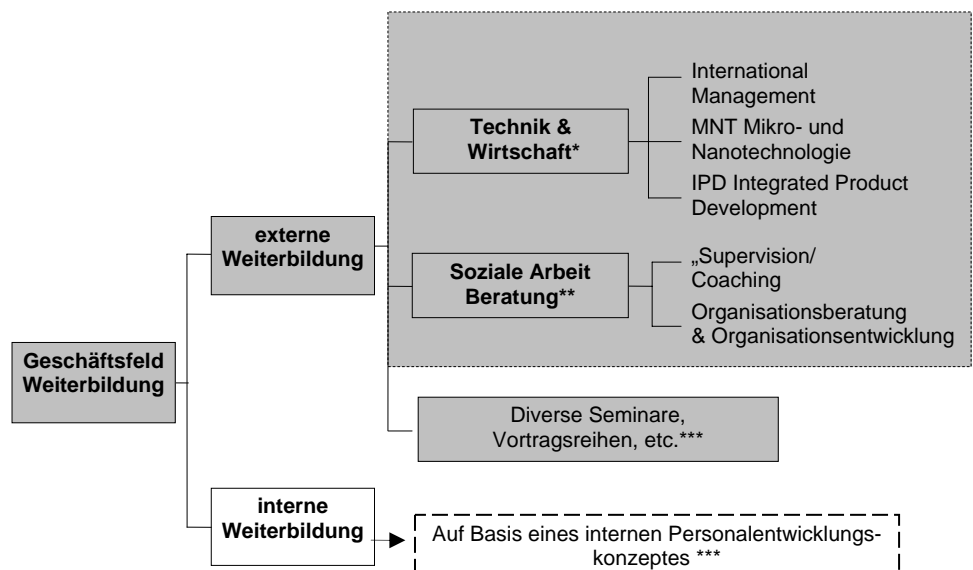 International
Management
Technik &
Wirtschaft*
MNT Mikro- und
Nanotechnologie
IPD Integrated Product
Development
externe
Weiterbildung
Soziale Arbeit
Beratung**
„Supervision/
Coaching
Organisationsberatung
& Organisationsentwicklung
Geschäftsfeld
Weiterbildung
Diverse Seminare,
Vortragsreihen, etc.***
interne
Weiterbildung
Auf Basis eines internen Personalentwicklungs-
konzeptes ***